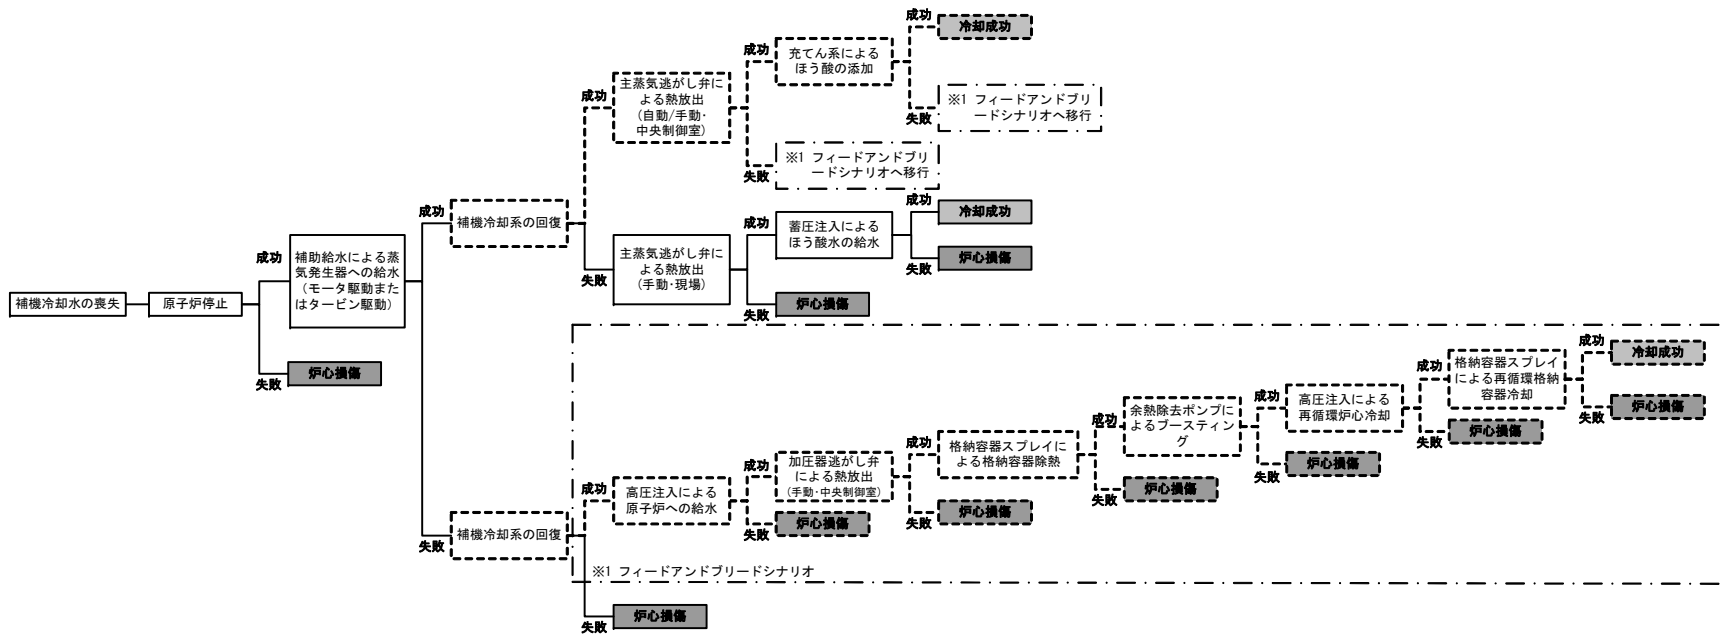 補機冷却水の喪失
原子炉停止
成功
補助給水による蒸
気発生器への給水
(モータ駆動また
はタービン駆動)
失敗
炉心損傷
成功
補機冷却系の回復
成功
主蒸気逃がし弁に
よる熱放出
(自動/手動・
中央制御室)
成功
充てん系による
ほう酸の添加
成功
冷却成功
失敗
※1 フィードアンドブリ
ードシナリオへ移行
失敗
※1 フィードアンドブリ
ードシナリオへ移行
失敗
主蒸気逃がし弁に
よる熱放出
(手動・現場)
成功
蓄圧注入による
ほう酸水の給水
成功
冷却成功
失敗
炉心損傷
失敗
炉心損傷
失敗
補機冷却系の回復
成功
高圧注入による
原子炉への給水
成功
加圧器逃がし弁
による熱放出
(手動・中央制御室)
成功
格納容器スプレイ
による格納容器除熱
成功
余熱除去ポンプに
よるブースティン
グ
成功
高圧注入による
再循環炉心冷却
成功
格納容器スプレイ
による再循環格納
容器冷却
成功
冷却成功
失敗
炉心損傷
失敗
炉心損傷
失敗
炉心損傷
失敗
炉心損傷
失敗
炉心損傷
失敗
炉心損傷
※1 フィードアンドブリードシナリオ
失敗
炉心損傷